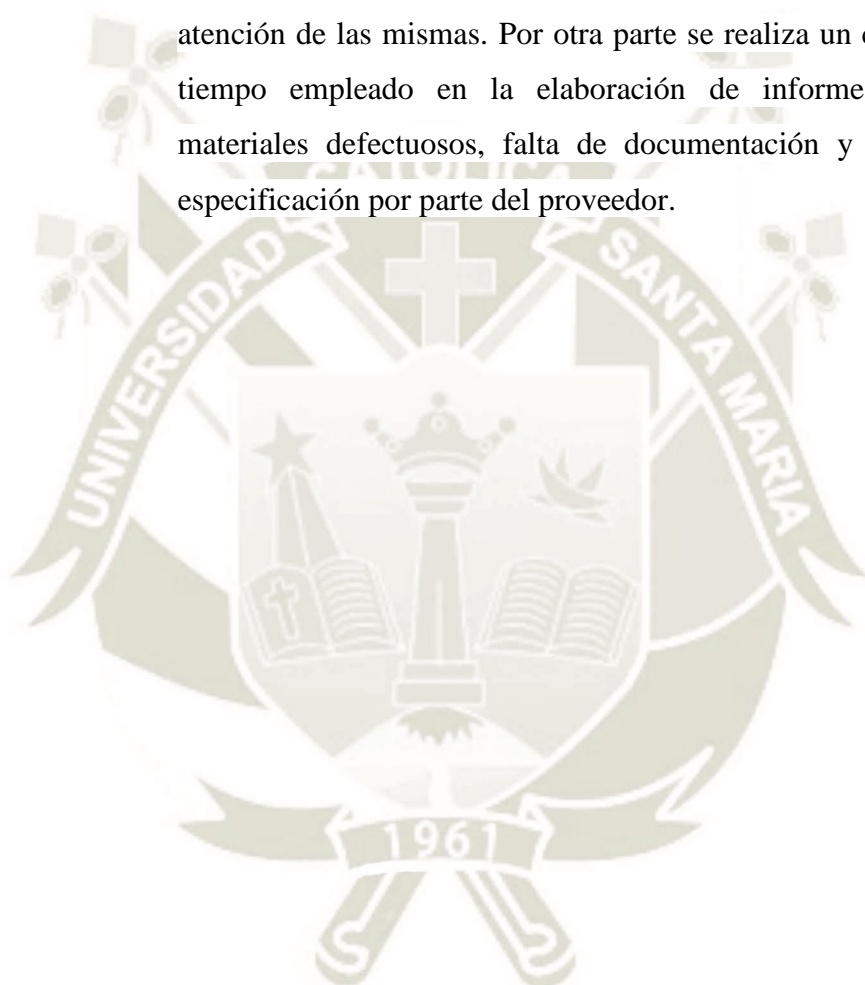 atención de las mismas. Por otra parte se realiza un
tiempo empleado en la elaboración de informe
materiales defectuosos, falta de documentación y
especificación por parte del proveedor.
CATOLICA
UNIVERSIDAD
SANTA MARIA
1961